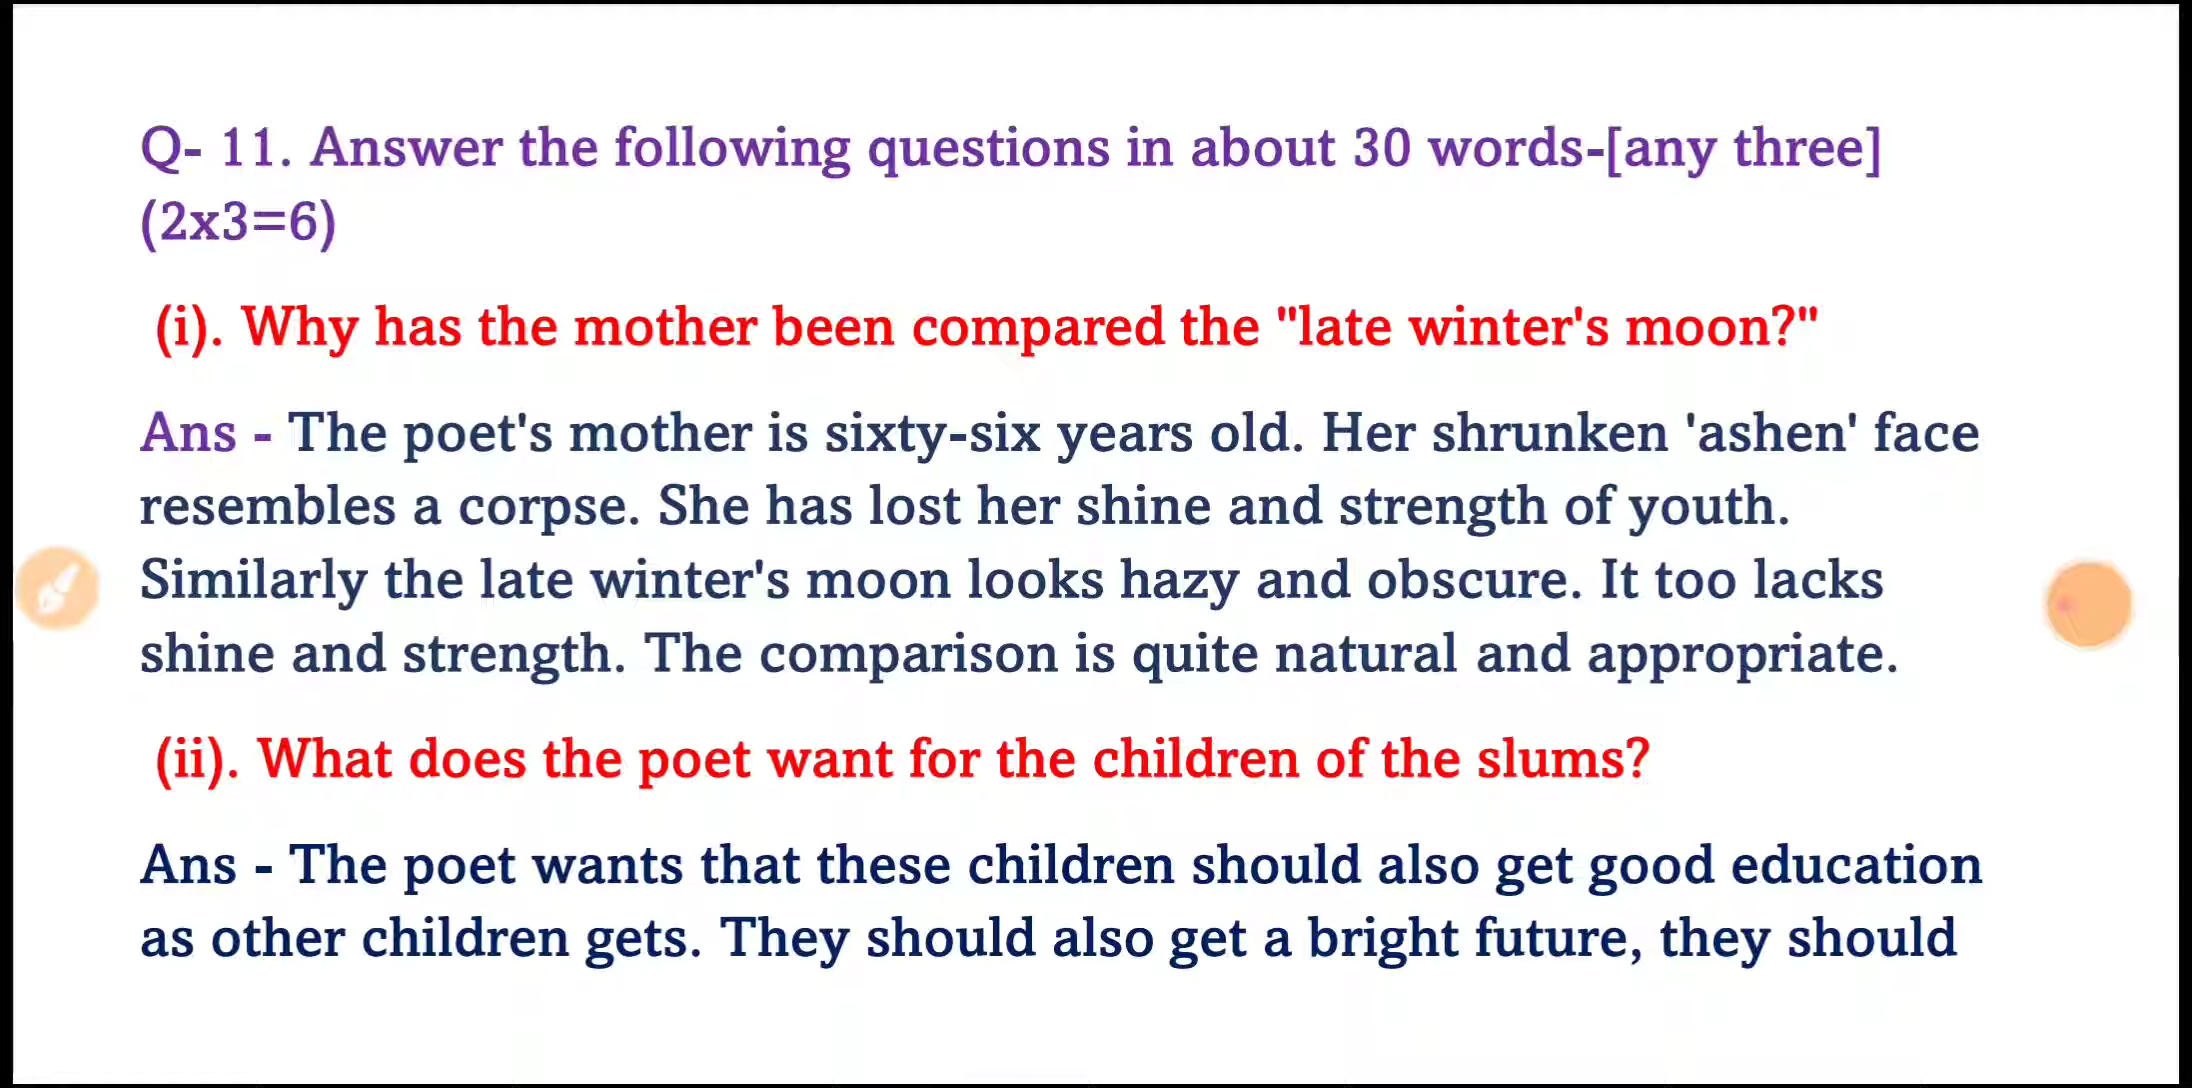 Q- 11. Answer the following questions in about 30 words-[any three]
(2x3=6)
(i). Why has the mother been compared the "late winter's moon?"
Ans - The poet's mother is sixty-six years old. Her shrunken 'ashen' face
resembles a corpse. She has lost her shine and strength of youth.
Similarly the late winter's moon looks hazy and obscure. It too lacks
shine and strength. The comparison is quite natural and appropriate.
(ii). What does the poet want for the children of the slums?
Ans - The poet wants that these children should also get good education
as other children gets. They should also get a bright future, they should